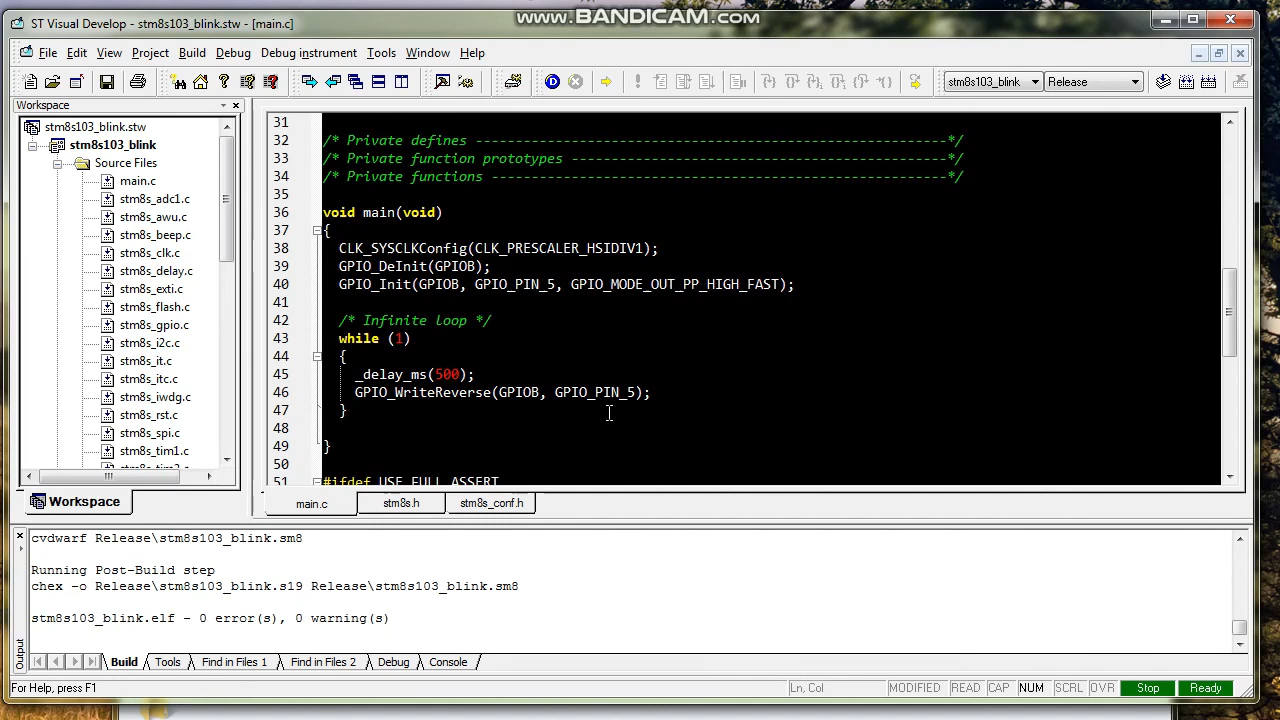 www.BANDICAM.com
ST Visual Develop - stm8s103_blink.stw - [main.c]
File Edit View Project Build Debug Debug instrument Tools Window Help
stm8s103_blink Release
Workspace
stm8s103_blink.stw
stm8s103_blink
Source Files
main.c
stm8s_adc1.c
stm8s_awu.c
stm8s_beep.c
stm8s_clk.c
stm8s_delay.c
stm8s_exti.c
stm8s_flash.c
stm8s_gpio.c
stm8s_i2c.c
stm8s_it.c
stm8s_itc.c
stm8s_iwdg.c
stm8s_rst.c
stm8s_spi.c
stm8s_tim1.c
Workspace
31
32 /* Private defines -----------------------------------------------------------*/
33 /* Private function prototypes -----------------------------------------------*/
34 /* Private functions ---------------------------------------------------------*/
35
36 void main(void)
37 {
38 CLK_SYSCLKConfig(CLK_PRESCALER_HSIDIV1);
39 GPIO_DeInit(GPIOB);
40 GPIO_Init(GPIOB, GPIO_PIN_5, GPIO_MODE_OUT_PP_HIGH_FAST);
41
42 /* Infinite loop */
43 while (1)
44 {
45 _delay_ms(500);
46 GPIO_WriteReverse(GPIOB, GPIO_PIN_5);
47 }
48
49 }
50
51 #ifdef USE_FULL_ASSERT
main.c stm8s.h stm8s_conf.h
cvdwarf Release\stm8s103_blink.sm8
Running Post-Build step
chex -o Release\stm8s103_blink.s19 Release\stm8s103_blink.sm8
stm8s103_blink.elf - 0 error(s), 0 warning(s)
Output
Build Tools Find in Files 1 Find in Files 2 Debug Console
For Help, press F1 Ln, Col MODIFIED READ CAP NUM SCRL OVR Stop Ready